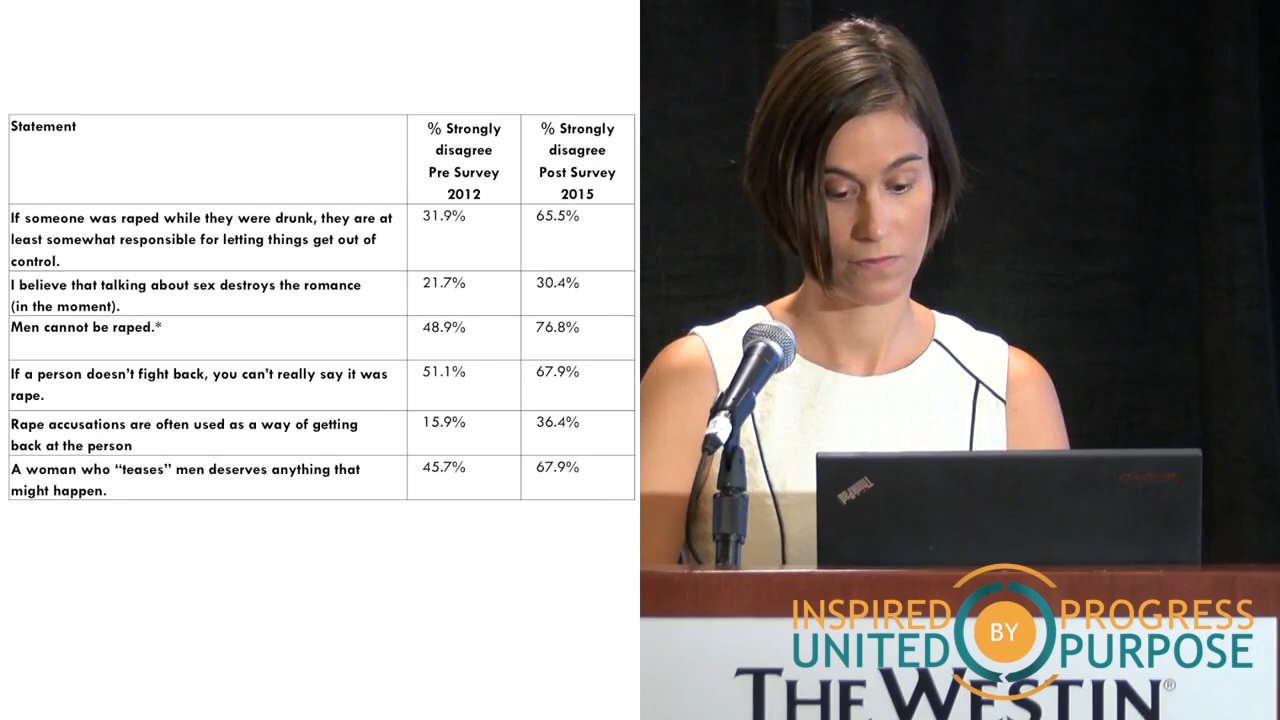 Statement
% Strongly
disagree
Pre Survey
2012
% Strongly
disagree
Post Survey
2015
If someone was raped while they were drunk, they are at
least somewhat responsible for letting things get out of
control.
31.9%
65.5%
I believe that talking about sex destroys the romance
(in the moment).
21.7%
30.4%
Men cannot be raped.*
48.9%
76.8%
If a person doesn’t fight back, you can’t really say it was
rape.
51.1%
67.9%
Rape accusations are often used as a way of getting
back at the person
15.9%
36.4%
A woman who “teases” men deserves anything that
might happen.
45.7%
67.9%
ThinkPad
INSPIRED BY PROGRESS
UNITED PURPOSE
THE WESTIN®